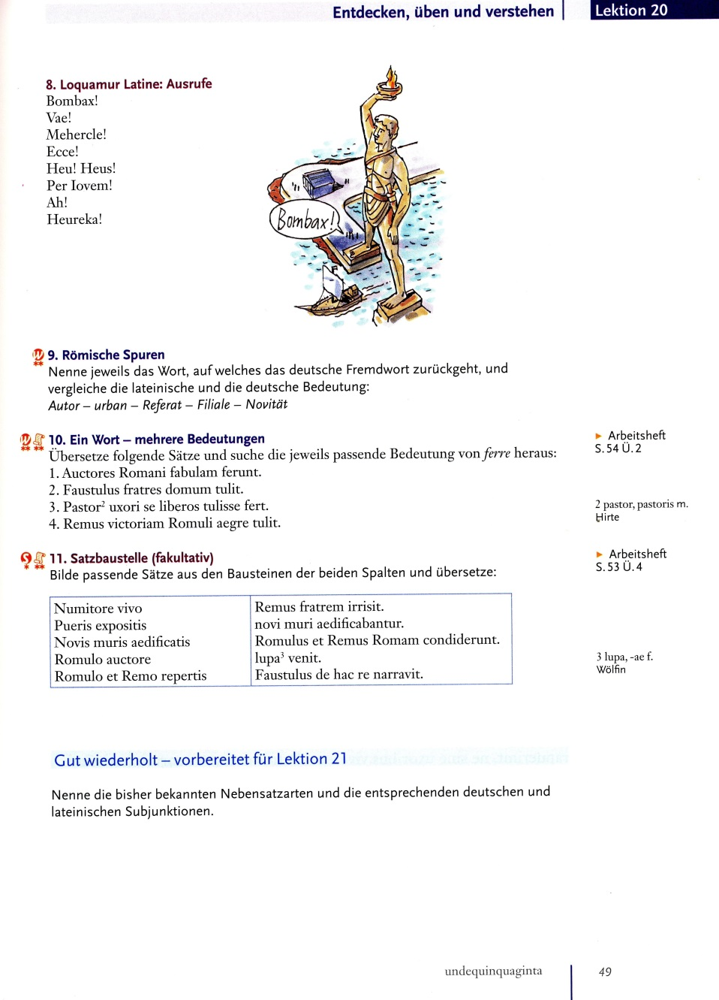 Entdecken, üben und verstehen
Lektion 20
8. Loquamur Latine: Ausrufe
Bombax!
Vae!
Mehercle!
Ecce!
Heu! Heus!
Per Iovem!
Ah!
Heureka!
Bombax!
W
9. Römische Spuren
Nenne jeweils das Wort, auf welches das deutsche Fremdwort zurückgeht, und
vergleiche die lateinische und die deutsche Bedeutung:
Autor – urban – Referat – Filiale – Novität
W
10. Ein Wort – mehrere Bedeutungen
Übersetze folgende Sätze und suche die jeweils passende Bedeutung von ferre heraus:
1. Auctores Romani fabulam ferunt.
2. Faustulus fratres domum tulit.
3. Pastor² uxori se liberos tulisse fert.
4. Remus victoriam Romuli aegre tulit.
► Arbeitsheft
S. 54 Ü. 2
2 pastor, pastoris m.
Hirte
S
11. Satzbaustelle (fakultativ)
Bilde passende Sätze aus den Bausteinen der beiden Spalten und übersetze:
► Arbeitsheft
S. 53 Ü. 4
Numitore vivo
Pueris expositis
Novis muris aedificatis
Romulo auctore
Romulo et Remo repertis
Remus fratrem irrisit.
novi muri aedificabantur.
Romulus et Remus Romam condiderunt.
lupa³ venit.
Faustulus de hac re narravit.
3 lupa, -ae f.
Wölfin
Gut wiederholt – vorbereitet für Lektion 21
Nenne die bisher bekannten Nebensatzarten und die entsprechenden deutschen und
lateinischen Subjunktionen.
undequinquaginta
49